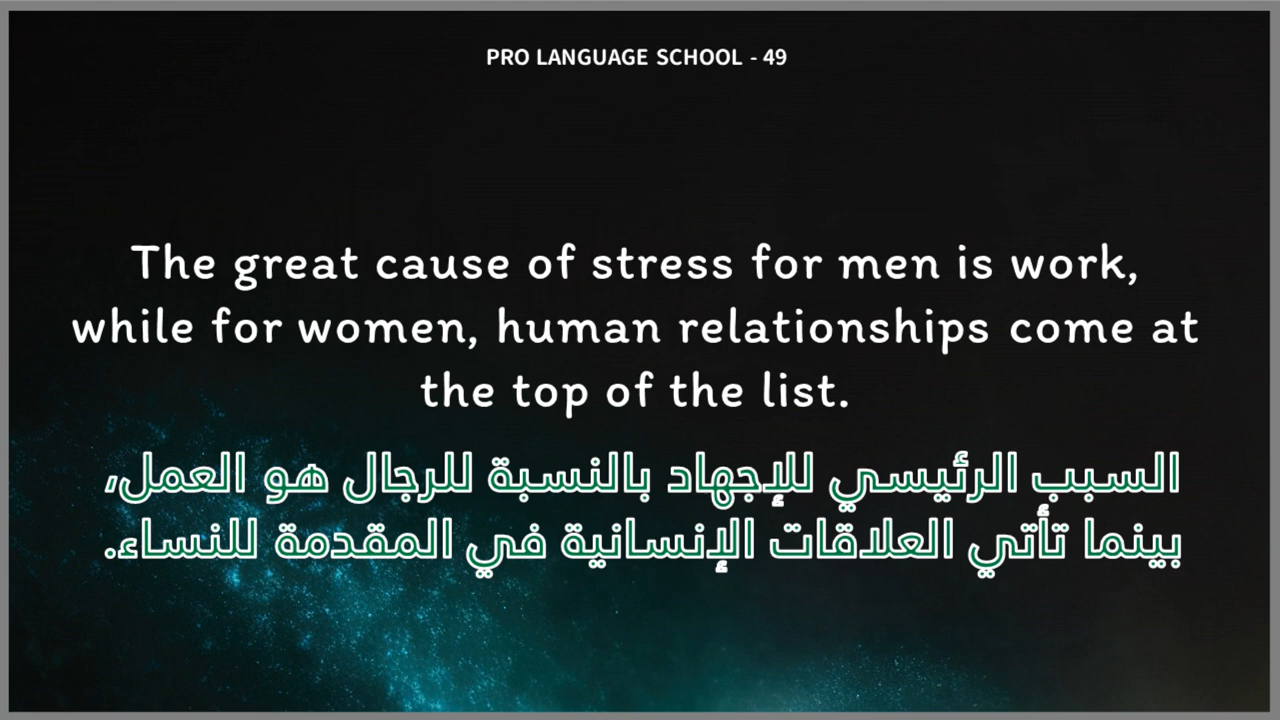 PRO LANGUAGE SCHOOL - 49
The great cause of stress for men is work,
while for women, human relationships come at
the top of the list.
السبب الرئيسي للإجهاد بالنسبة للرجال هو العمل،
بينما تأتي العلاقات الإنسانية في المقدمة للنساء.